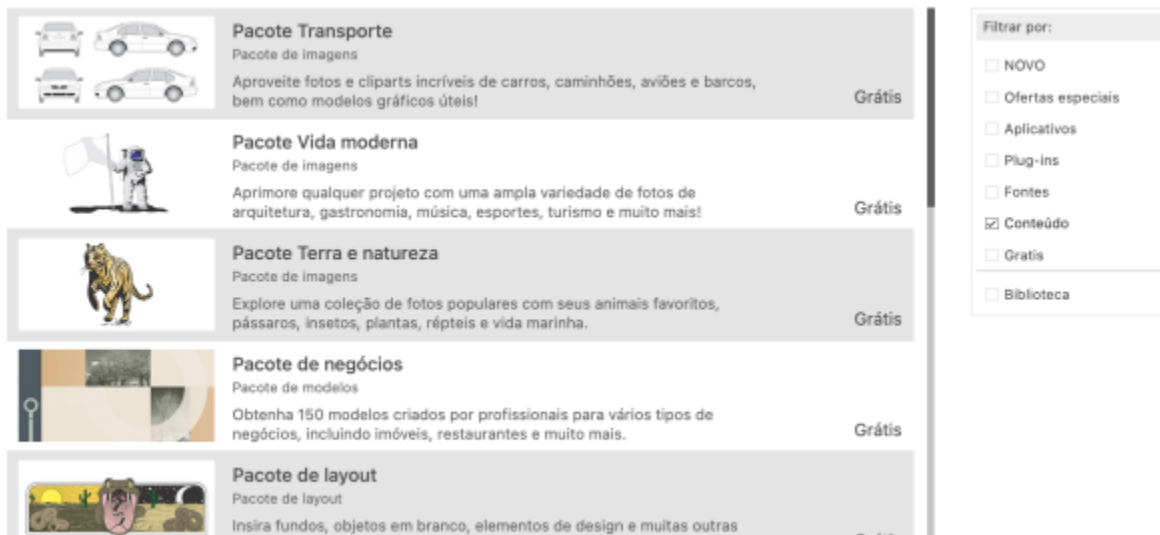 Pacote Transporte
Pacote de imagens
Aproveite fotos e cliparts incríveis de carros, caminhões, aviões e barcos,
bem como modelos gráficos úteis!
Grátis
Pacote Vida moderna
Pacote de imagens
Aprimore qualquer projeto com uma ampla variedade de fotos de
arquitetura, gastronomia, música, esportes, turismo e muito mais!
Grátis
Pacote Terra e natureza
Pacote de imagens
Explore uma coleção de fotos populares com seus animais favoritos,
pássaros, insetos, plantas, répteis e vida marinha.
Grátis
Pacote de negócios
Pacote de modelos
Obtenha 150 modelos criados por profissionais para vários tipos de
negócios, incluindo imóveis, restaurantes e muito mais.
Grátis
Pacote de layout
Pacote de layout
Insira fundos, objetos em branco, elementos de design e muitas outras
Filtrar por:
NOVO
Ofertas especiais
Aplicativos
Plug-ins
Fontes
Conteúdo
Gratis
Biblioteca